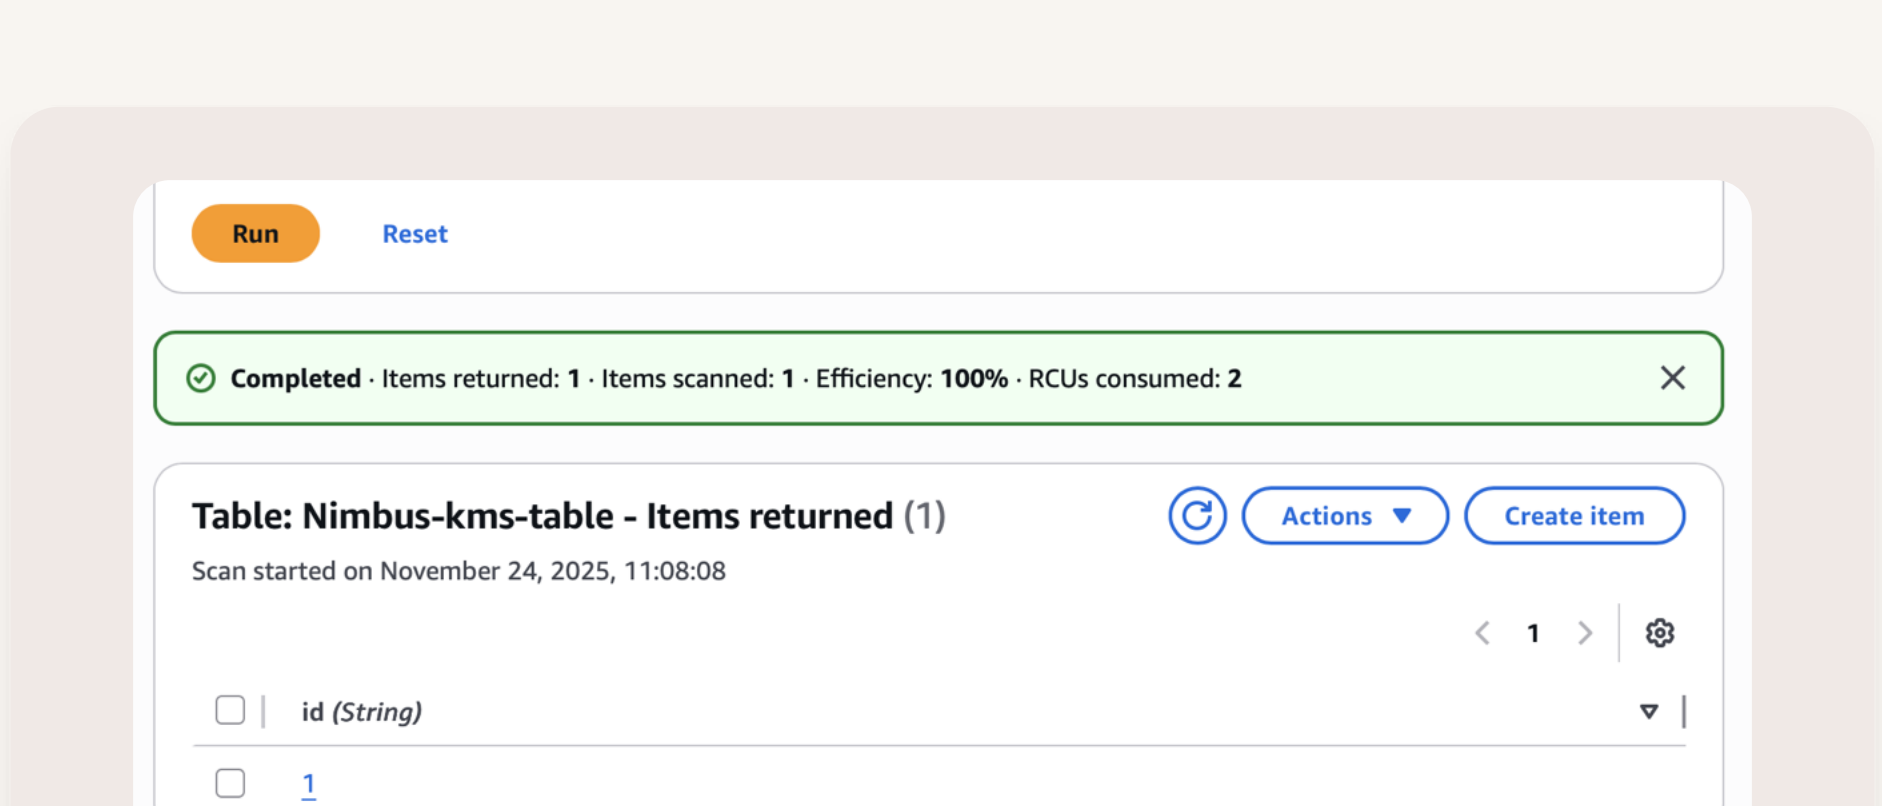 Run Reset
Completed · Items returned: 1 · Items scanned: 1 · Efficiency: 100% · RCUs consumed: 2
Table: Nimbus-kms-table - Items returned (1)
Actions Create item
Scan started on November 24, 2025, 11:08:08
1
id (String)
1